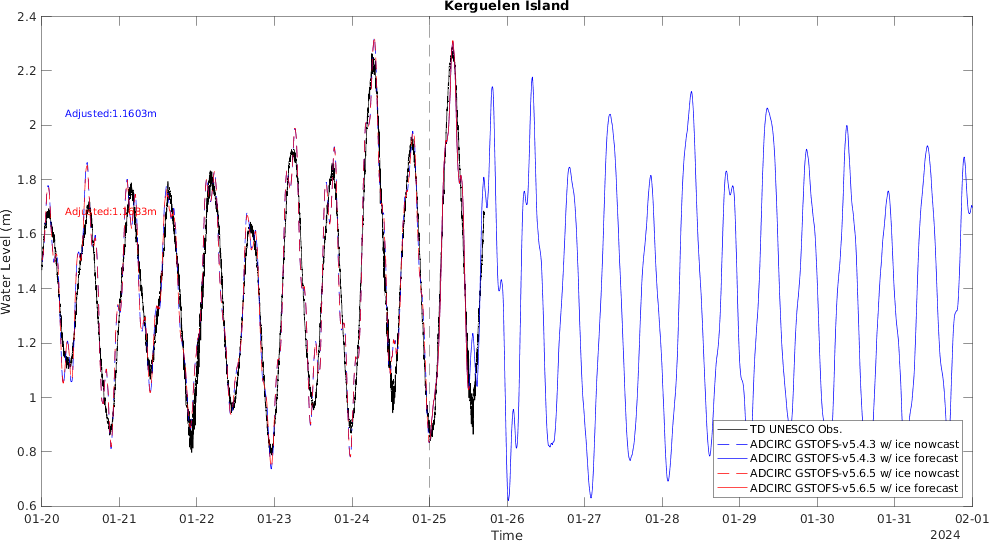 Kerguelen Island
2.4
2.2
2
1.8
1.6
1.4
1.2
1
0.8
0.6
Water Level (m)
Adjusted:1.1603m
01-20
01-21
01-22
01-23
01-24
01-25
01-26
01-27
01-28
01-29
01-30
01-31
02-01
Time
2024
TD UNESCO Obs.
ADCIRC GSTOFS-v5.4.3 w/ ice nowcast
ADCIRC GSTOFS-v5.4.3 w/ ice forecast
ADCIRC GSTOFS-v5.6.5 w/ ice nowcast
ADCIRC GSTOFS-v5.6.5 w/ ice forecast